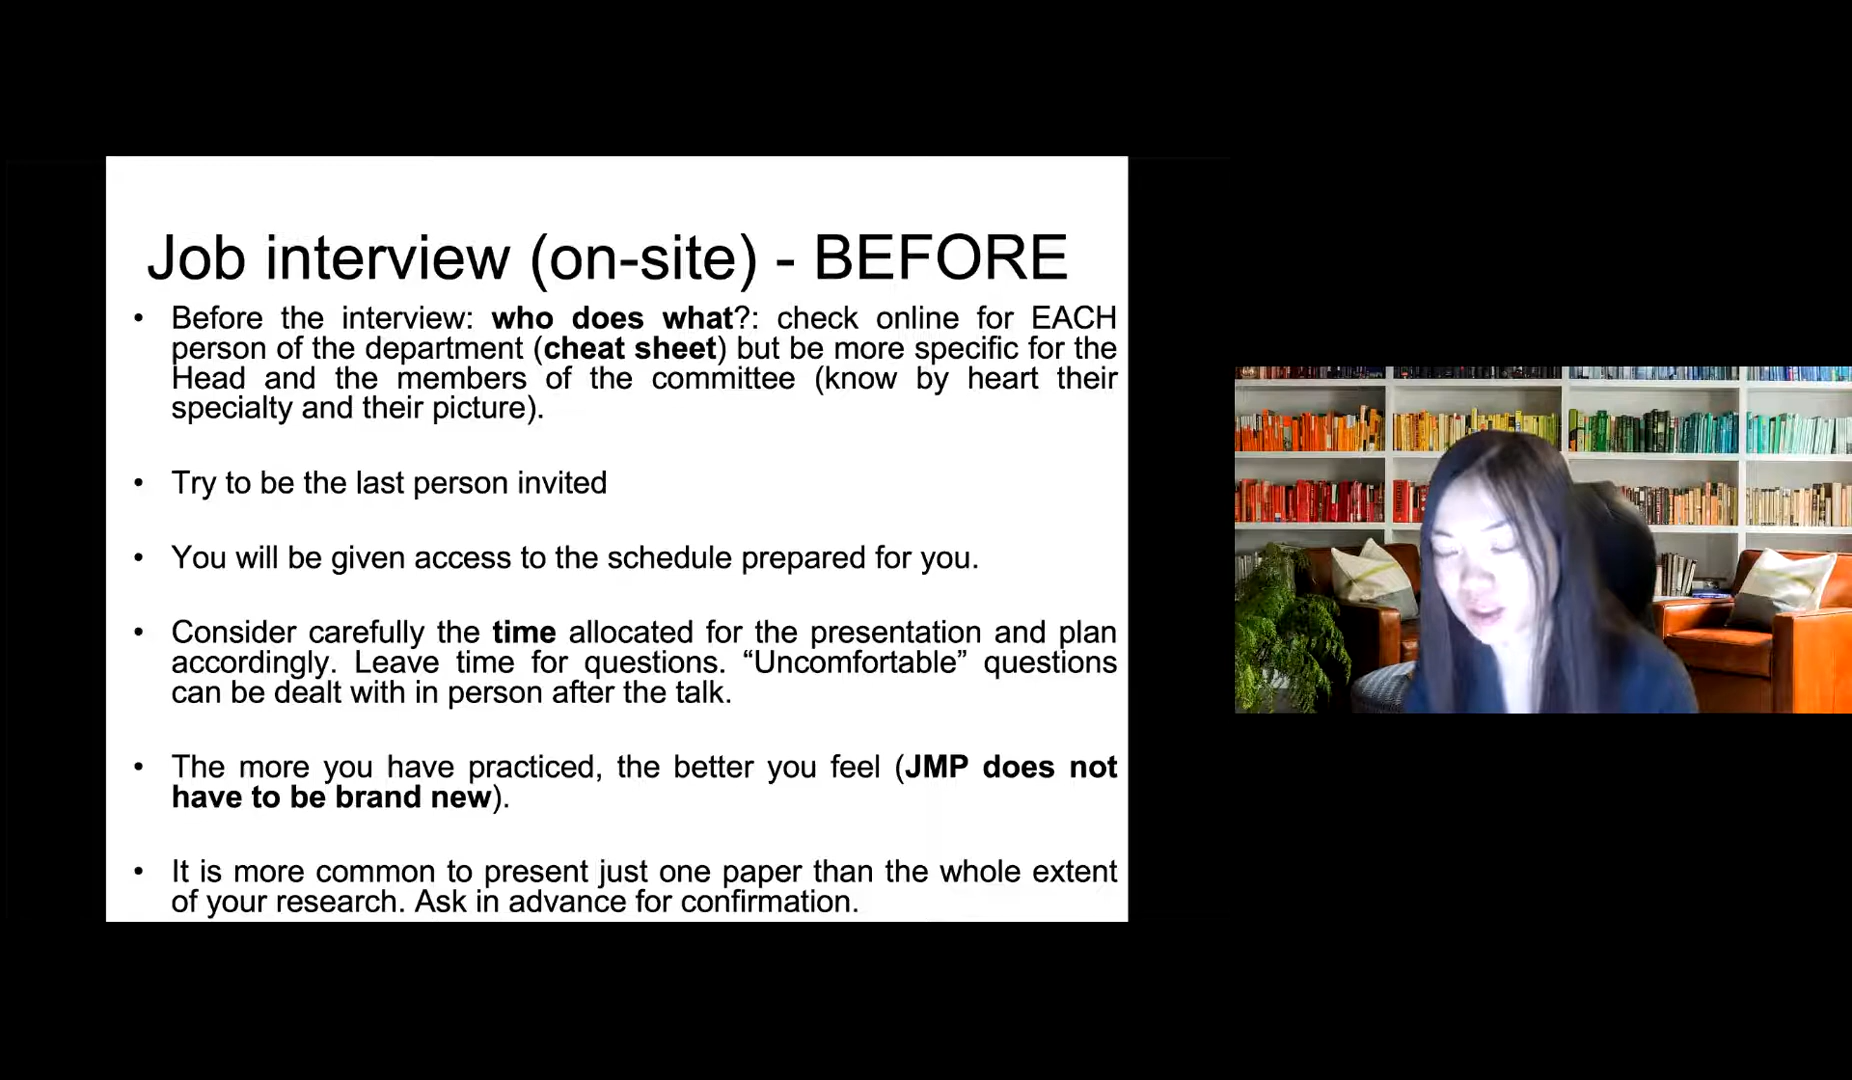 Job interview (on-site) - BEFORE
• Before the interview: who does what?: check online for EACH
person of the department (cheat sheet) but be more specific for the
Head and the members of the committee (know by heart their
specialty and their picture).
• Try to be the last person invited
• You will be given access to the schedule prepared for you.
• Consider carefully the time allocated for the presentation and plan
accordingly. Leave time for questions. “Uncomfortable” questions
can be dealt with in person after the talk.
• The more you have practiced, the better you feel (JMP does not
have to be brand new).
• It is more common to present just one paper than the whole extent
of your research. Ask in advance for confirmation.